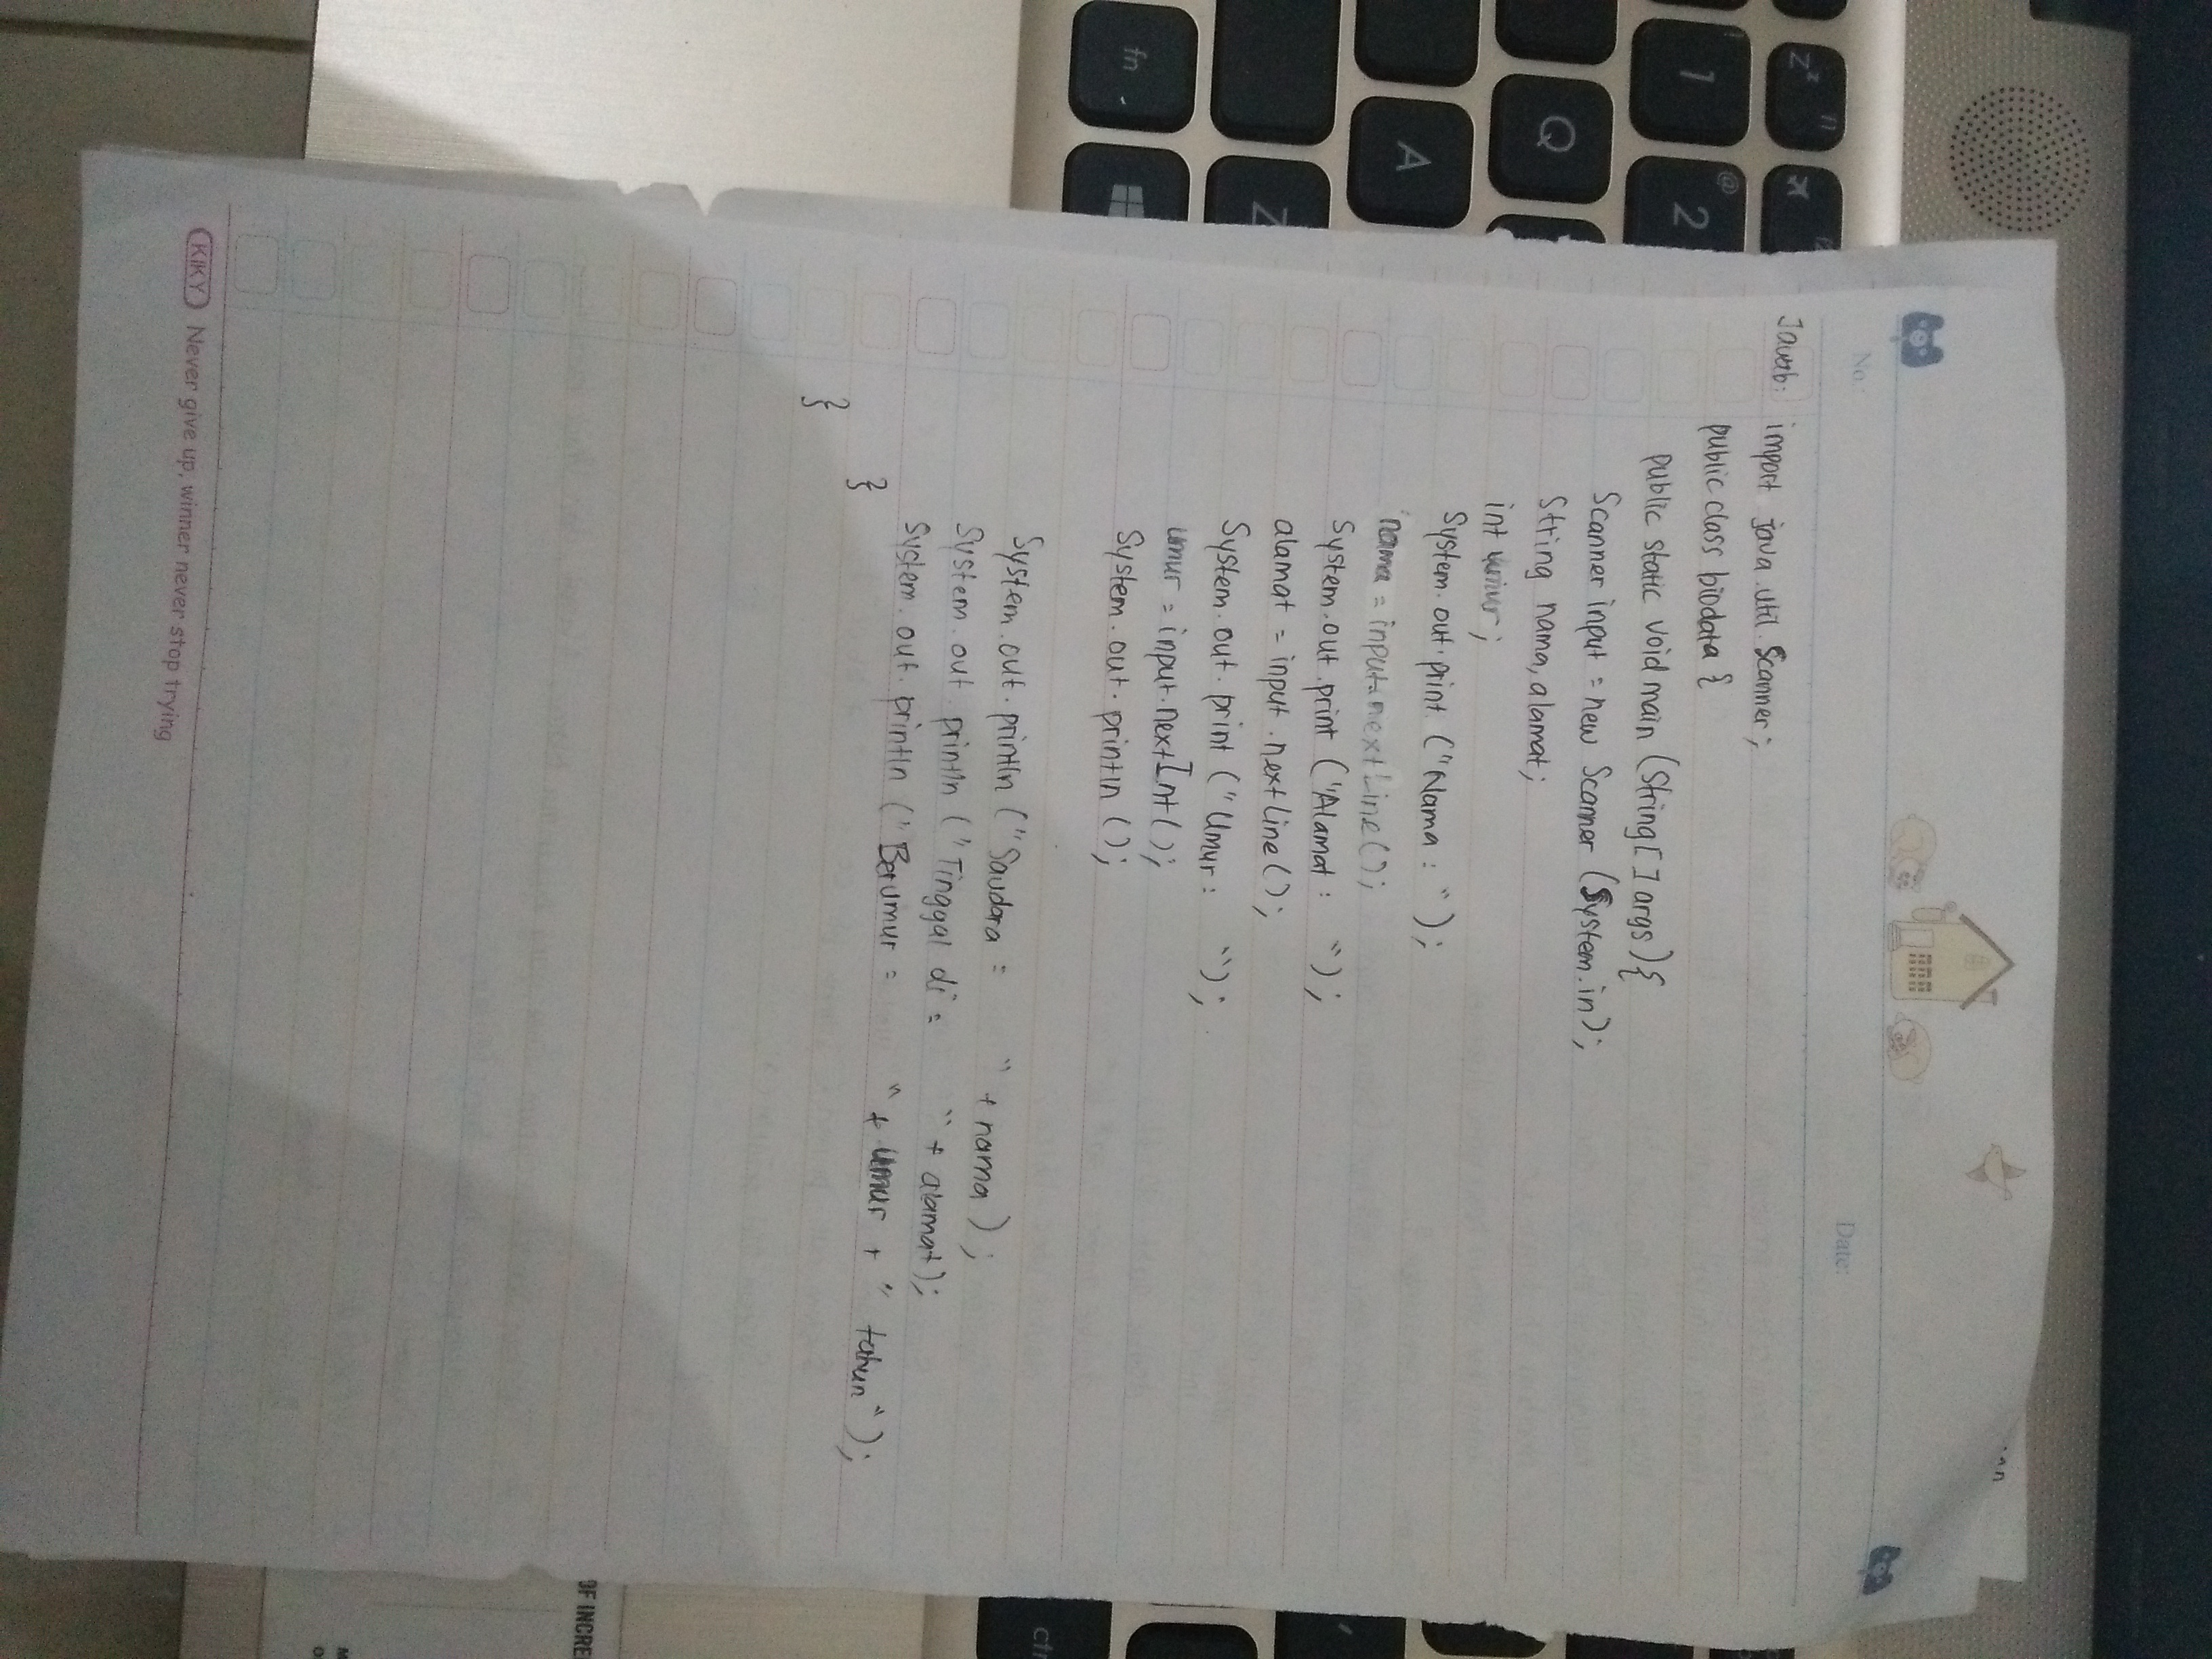 No.:
Date:
Jawab: import java.util.Scanner;
public class biodata {
public static void main (String[] args){
Scanner input = new Scanner (System.in);
String nama, alamat;
int umur;
System.out.print ("Nama : ");
nama = input.nextLine();
System.out.print ("Alamat : ");
alamat = input.nextLine();
System.out.print ("Umur : ");
umur = input.nextInt();
System.out.println ();
System.out.println ("Saudara = " + nama );
System.out println ("Tinggal di = " + alamat);
System.out.println ("Berumur = " + umur + " tahun");
}
}
KIKY Never give up, winner never stop trying
1
2
Q
A
Z
fn
ctr
OF INCRE